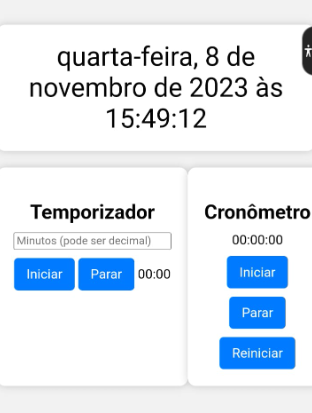 quarta-feira, 8 de
novembro de 2023 às
15:49:12
Temporizador
Minutos (pode ser decimal)
Iniciar
Parar
00:00
Cronômetro
00:00:00
Iniciar
Parar
Reiniciar